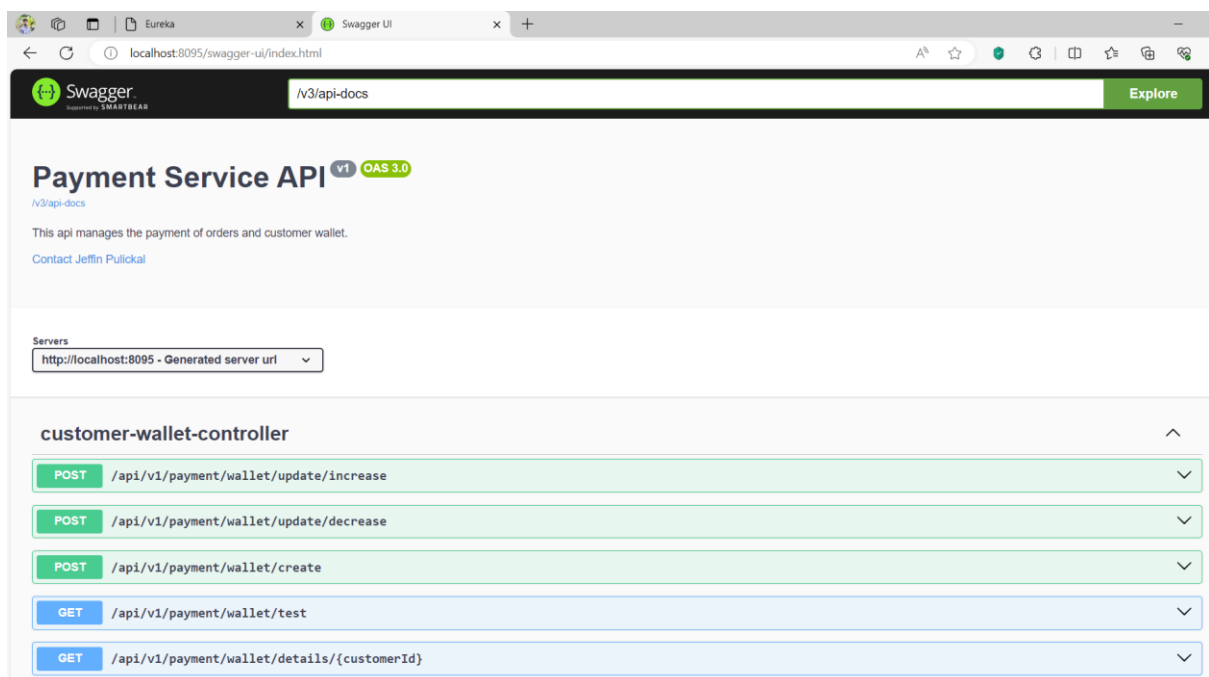 Eureka
Swagger UI
localhost:8095/swagger-ui/index.html
Swagger.
Supported by SMARTBEAR
/v3/api-docs
Explore
Payment Service API v1 OAS 3.0
/v3/api-docs
This api manages the payment of orders and customer wallet.
Contact Jeffin Pulickal
Servers
http://localhost:8095 - Generated server url
customer-wallet-controller
POST /api/v1/payment/wallet/update/increase
POST /api/v1/payment/wallet/update/decrease
POST /api/v1/payment/wallet/create
GET /api/v1/payment/wallet/test
GET /api/v1/payment/wallet/details/{customerId}